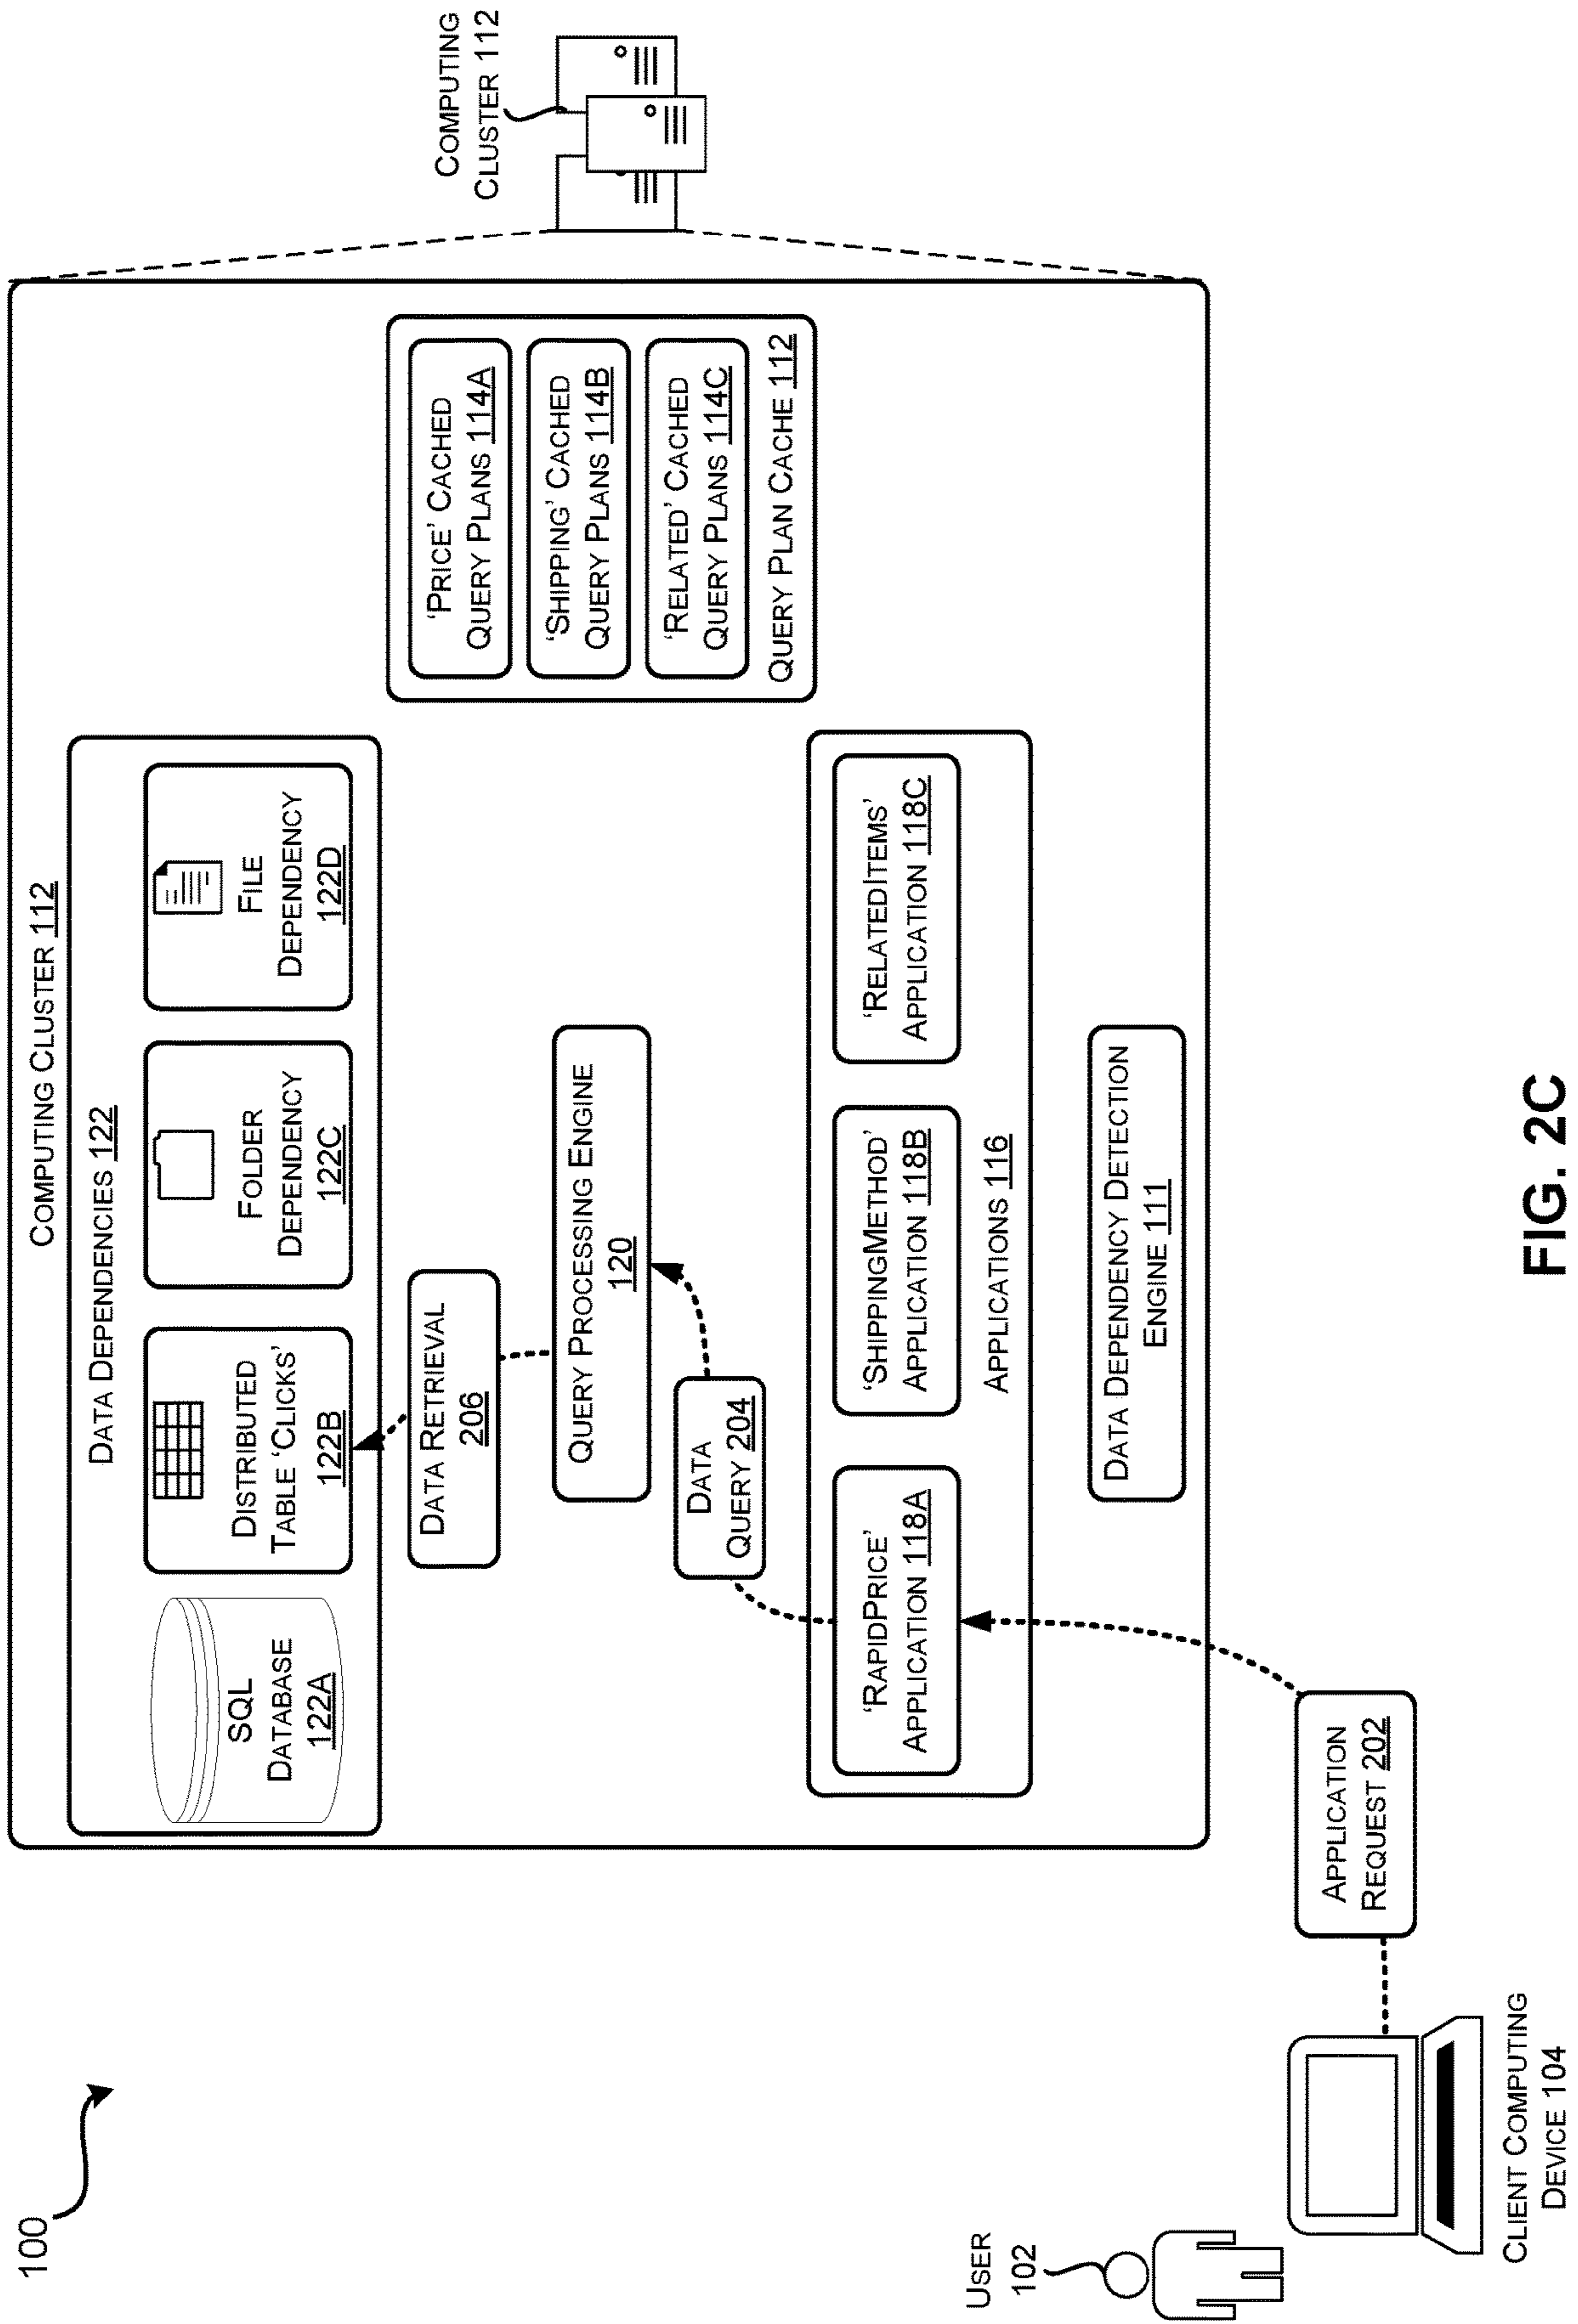 100
COMPUTING CLUSTER 112
DATA DEPENDENCIES 122
SQL
DATABASE
122A
DISTRIBUTED
TABLE 'CLICKS'
122B
FOLDER
DEPENDENCY
122C
FILE
DEPENDENCY
122D
DATA RETRIEVAL
206
QUERY PROCESSING ENGINE
120
DATA
QUERY 204
'PRICE' CACHED
QUERY PLANS 114A
'SHIPPING' CACHED
QUERY PLANS 114B
'RELATED' CACHED
QUERY PLANS 114C
QUERY PLAN CACHE 112
COMPUTING
CLUSTER 112
'RAPIDPRICE'
APPLICATION 118A
'SHIPPINGMETHOD'
APPLICATION 118B
'RELATEDITEMS'
APPLICATION 118C
APPLICATIONS 116
DATA DEPENDENCY DETECTION
ENGINE 111
USER
102
APPLICATION
REQUEST 202
CLIENT COMPUTING
DEVICE 104
FIG. 2C